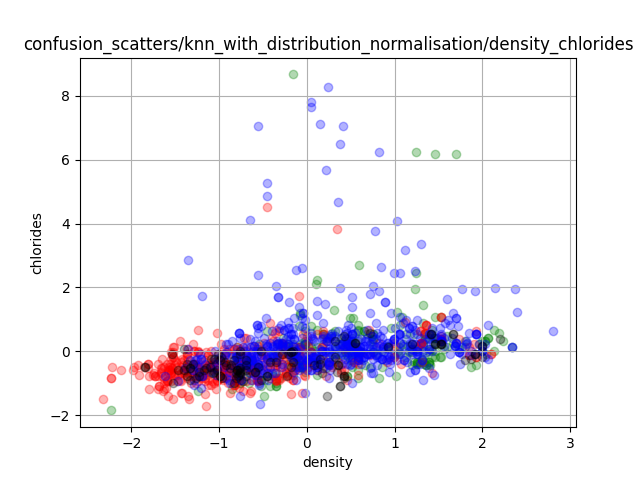 confusion_scatters/knn_with_distribution_normalisation/density_chlorides
8
6
4
2
0
−2
chlorides
−2 −1 0 1 2 3
density